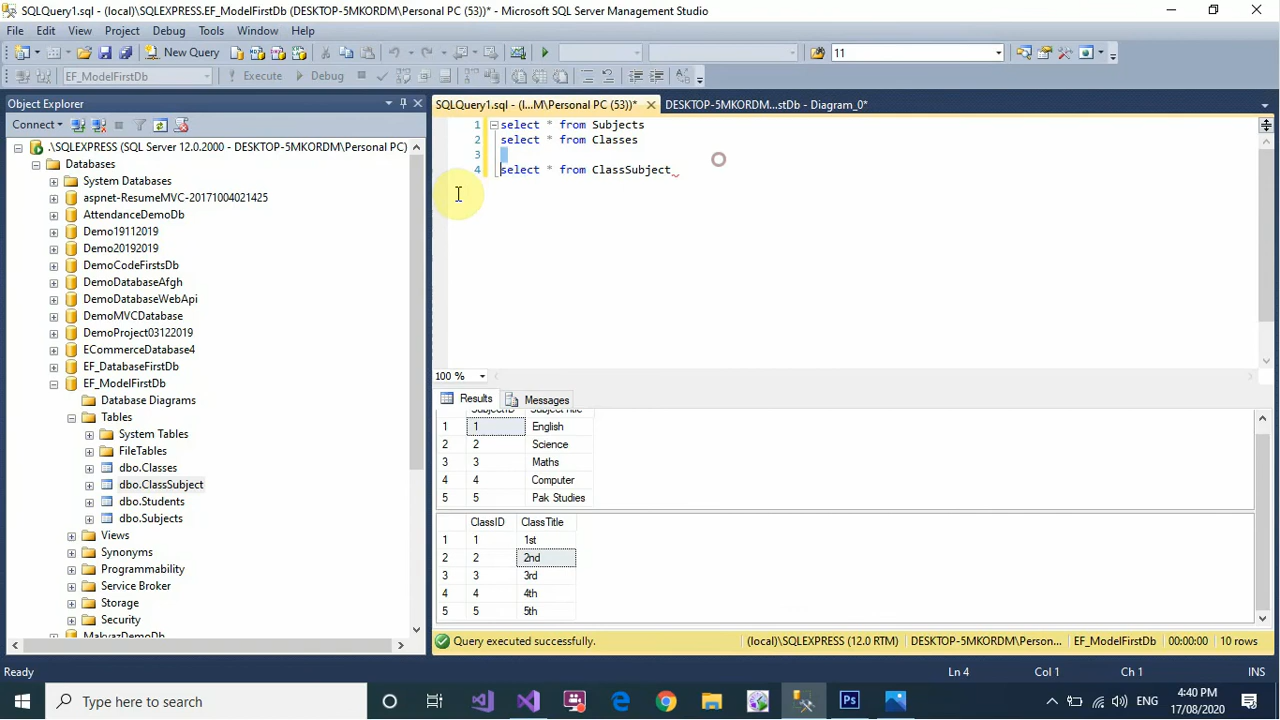 SQLQuery1.sql - (local)\SQLEXPRESS.EF_ModelFirstDb (DESKTOP-5MKORDM\Personal PC (53))* - Microsoft SQL Server Management Studio
File Edit View Project Debug Tools Window Help
New Query 11
EF_ModelFirstDb Execute Debug
Object Explorer
SQLQuery1.sql - (l...M\Personal PC (53))* DESKTOP-5MKORDM...stDb - Diagram_0*
Connect
.\SQLEXPRESS (SQL Server 12.0.2000 - DESKTOP-5MKORDM\Personal PC)
Databases
System Databases
aspnet-ResumeMVC-20171004021425
AttendanceDemoDb
Demo19112019
Demo20192019
DemoCodeFirstsDb
DemoDatabaseAfgh
DemoDatabaseWebApi
DemoMVCDatabase
DemoProject03122019
ECommerceDatabase4
EF_DatabaseFirstDb
EF_ModelFirstDb
Database Diagrams
Tables
System Tables
FileTables
dbo.Classes
dbo.ClassSubject
dbo.Students
dbo.Subjects
Views
Synonyms
Programmability
Service Broker
Storage
Security
MakyazDemoDb
1 select * from Subjects
2 select * from Classes
3
4 select * from ClassSubject
100 %
Results Messages
SubjectID SubjectTitle
1 1 English
2 2 Science
3 3 Maths
4 4 Computer
5 5 Pak Studies
ClassID ClassTitle
1 1 1st
2 2 2nd
3 3 3rd
4 4 4th
5 5 5th
Query executed successfully. (local)\SQLEXPRESS (12.0 RTM) DESKTOP-5MKORDM\Person... EF_ModelFirstDb 00:00:00 10 rows
Ready Ln 4 Col 1 Ch 1 INS
Type here to search ENG 4:40 PM
17/08/2020